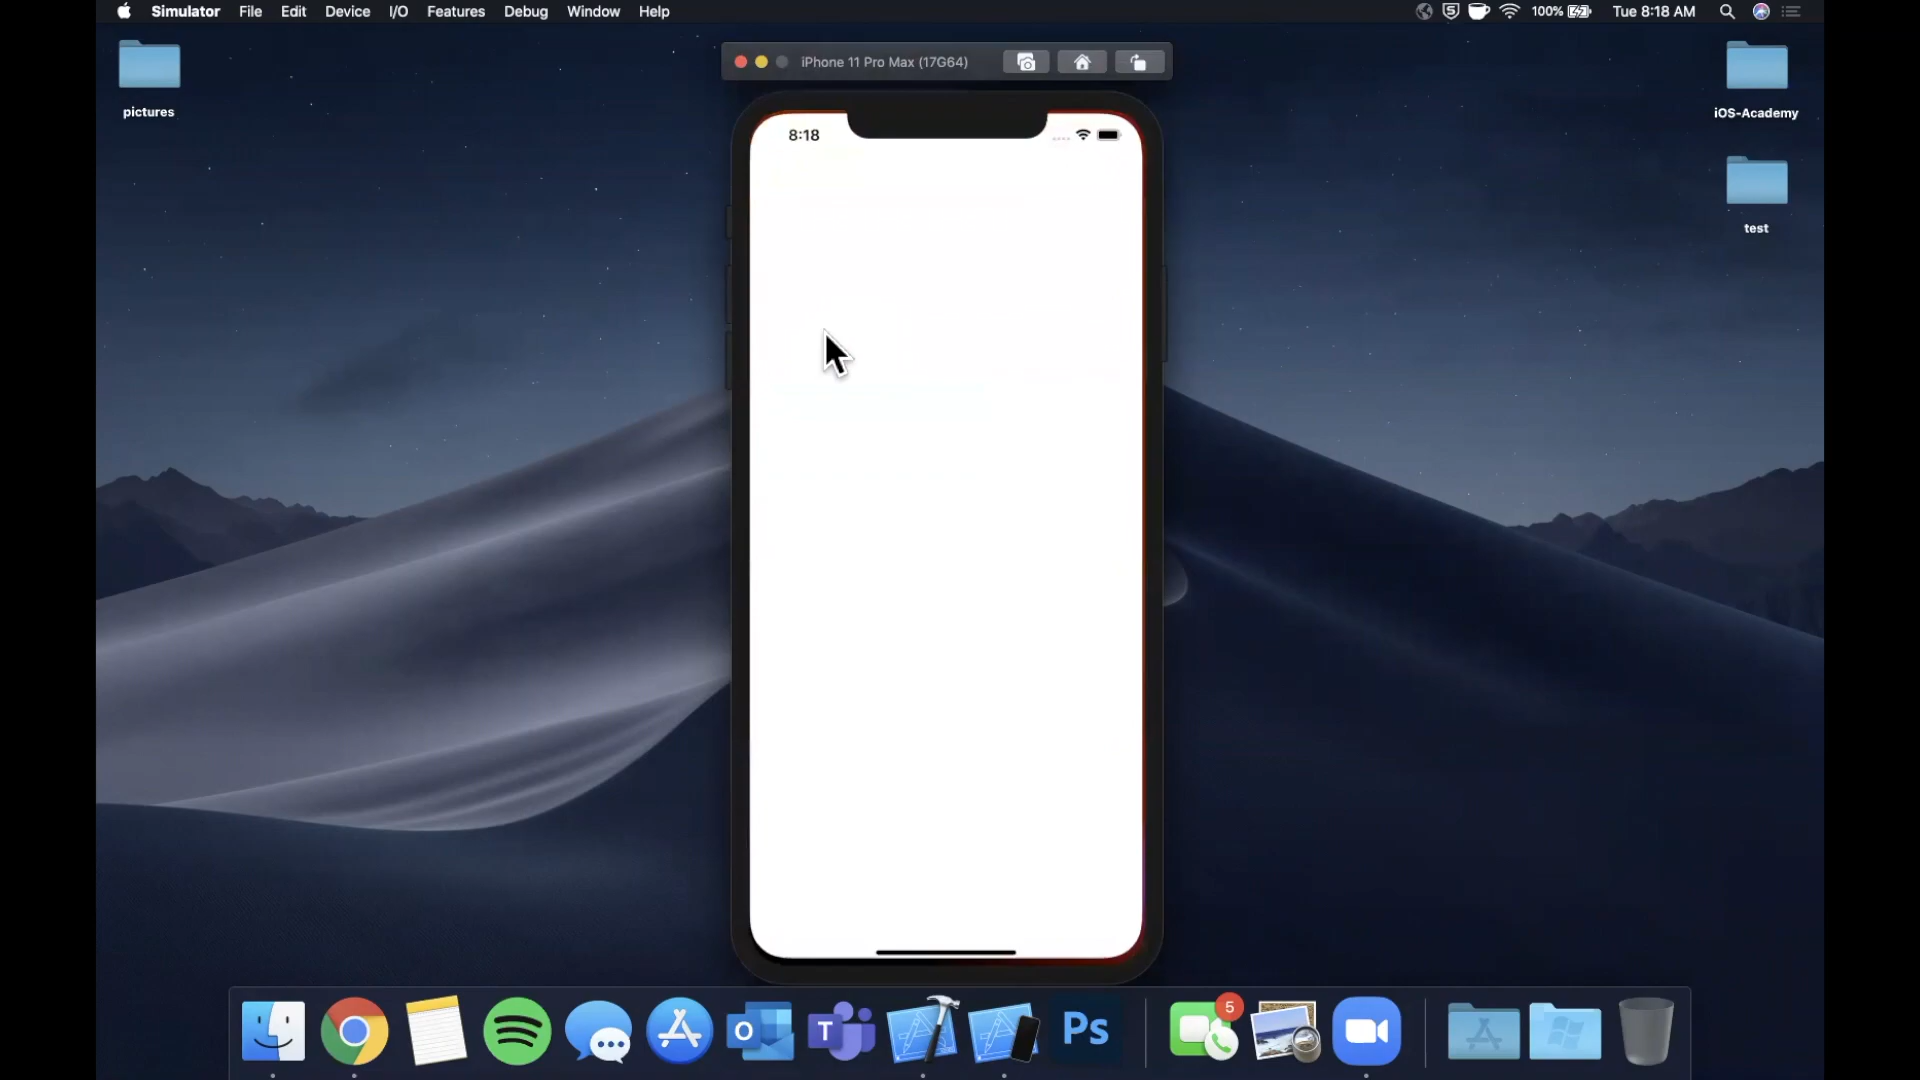 Simulator File Edit Device I/O Features Debug Window Help 100% Tue 8:18 AM
iPhone 11 Pro Max (17G64)
pictures
iOS-Academy
8:18
test
5
O
T
Ps